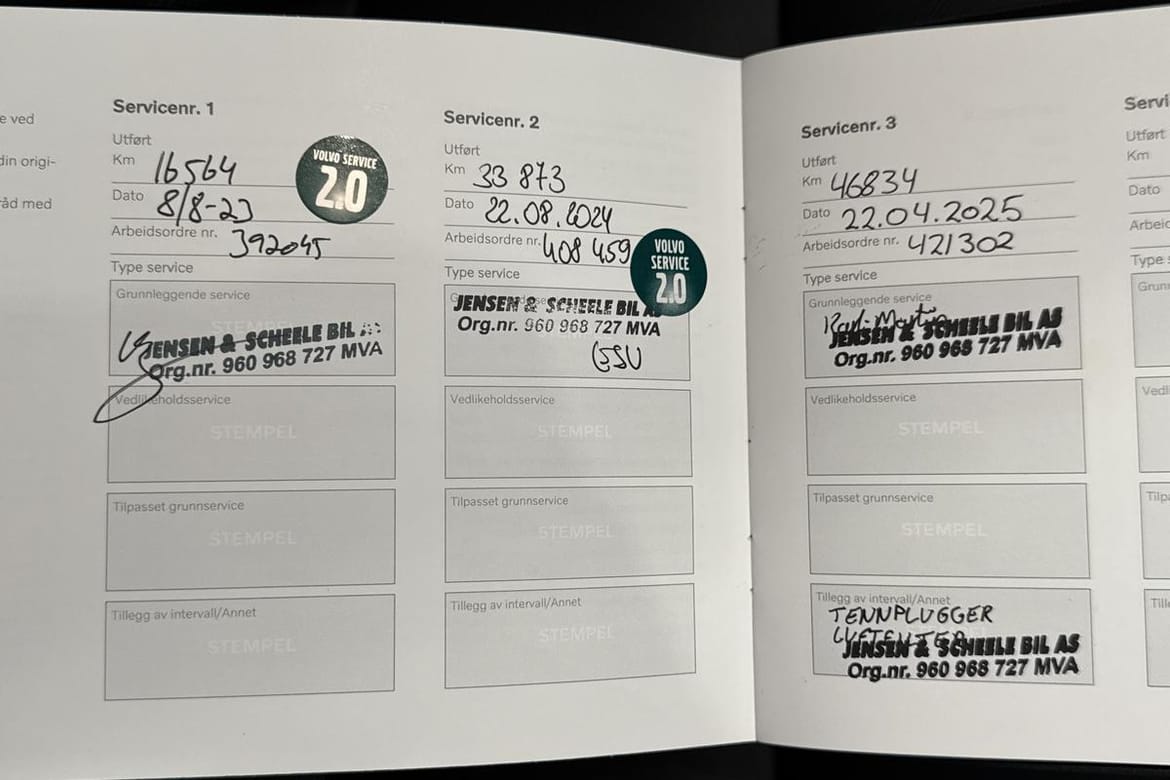 e ved
din origi-
råd med
Servicenr. 1
Utført
Km 16564
Dato 8/8-23
Arbeidsordre nr. 392045
VOLVO SERVICE
2.0
Type service
Grunnleggende service
JENSEN & SCHEELE BIL AS
Org.nr. 960 968 727 MVA
Vedlikeholdsservice
STEMPEL
Tilpasset grunnservice
STEMPEL
Tillegg av intervall/Annet
STEMPEL
Servicenr. 2
Utført
Km 33 873
Dato 22.08.2024
Arbeidsordre nr. 408 459
VOLVO
SERVICE
2.0
Type service
JENSEN & SCHEELE BIL AS
Org.nr. 960 968 727 MVA
GSU
Vedlikeholdsservice
STEMPEL
Tilpasset grunnservice
STEMPEL
Tillegg av intervall/Annet
STEMPEL
Servicenr. 3
Utført
Km 46834
Dato 22.04.2025
Arbeidsordre nr. 421302
Type service
Grunnleggende service
JENSEN & SCHEELE BIL AS
Org.nr. 960 968 727 MVA
Vedlikeholdsservice
STEMPEL
Tilpasset grunnservice
STEMPEL
Tillegg av intervall/Annet
TENNPLUGGER
JENSEN & SCHEELE BIL AS
Org.nr. 960 968 727 MVA
Servi
Utført
Km
Dato
Arbeid
Type s
Grun
Vedl
Tilpa
Tille